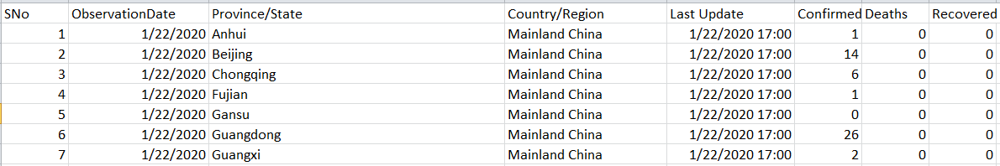 SNo ObservationDate Province/State Country/Region Last Update Confirmed Deaths Recovered
1 1/22/2020 Anhui Mainland China 1/22/2020 17:00 1 0 0
2 1/22/2020 Beijing Mainland China 1/22/2020 17:00 14 0 0
3 1/22/2020 Chongqing Mainland China 1/22/2020 17:00 6 0 0
4 1/22/2020 Fujian Mainland China 1/22/2020 17:00 1 0 0
5 1/22/2020 Gansu Mainland China 1/22/2020 17:00 0 0 0
6 1/22/2020 Guangdong Mainland China 1/22/2020 17:00 26 0 0
7 1/22/2020 Guangxi Mainland China 1/22/2020 17:00 2 0 0